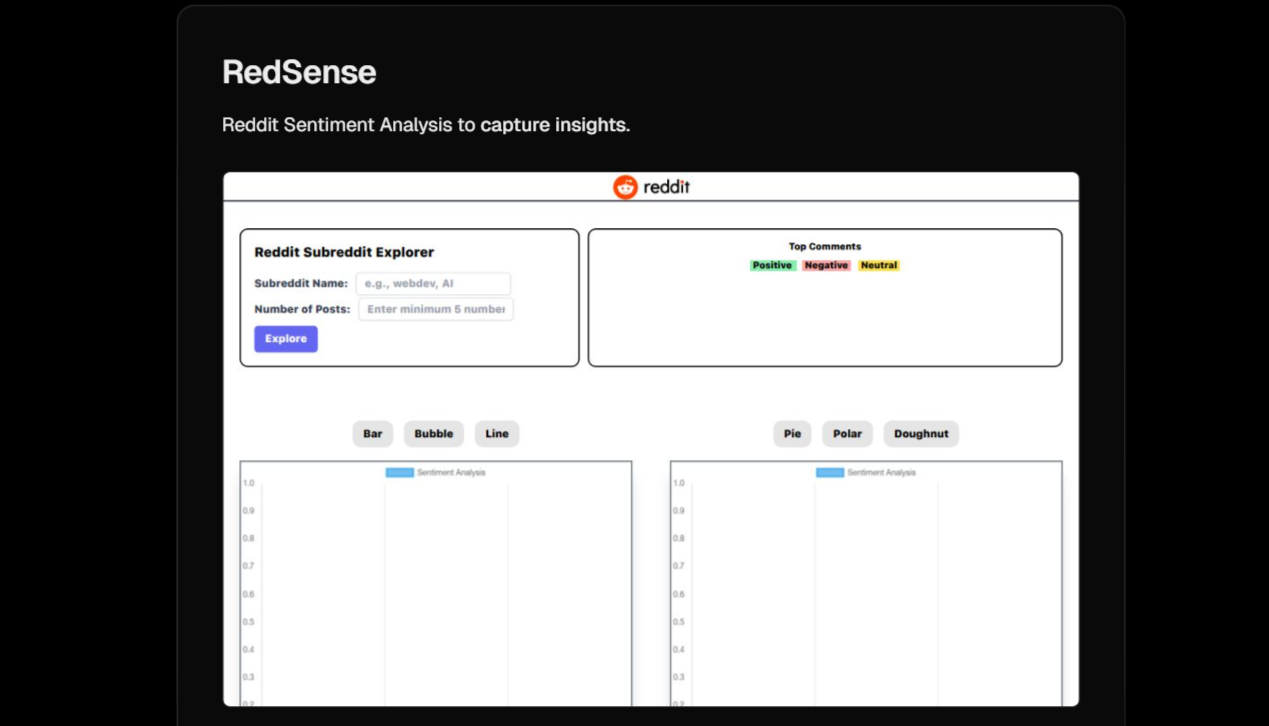 RedSense
Reddit Sentiment Analysis to capture insights.
reddit
Reddit Subreddit Explorer
Subreddit Name: e.g., webdev, AI
Number of Posts: Enter minimum 5 number
Explore
Top Comments
Positive Negative Neutral
Bar Bubble Line
Pie Polar Doughnut
Sentiment Analysis
1.0
0.9
0.8
0.7
0.6
0.5
0.4
0.3
0.2
Sentiment Analysis
1.0
0.9
0.8
0.7
0.6
0.5
0.4
0.3
0.2